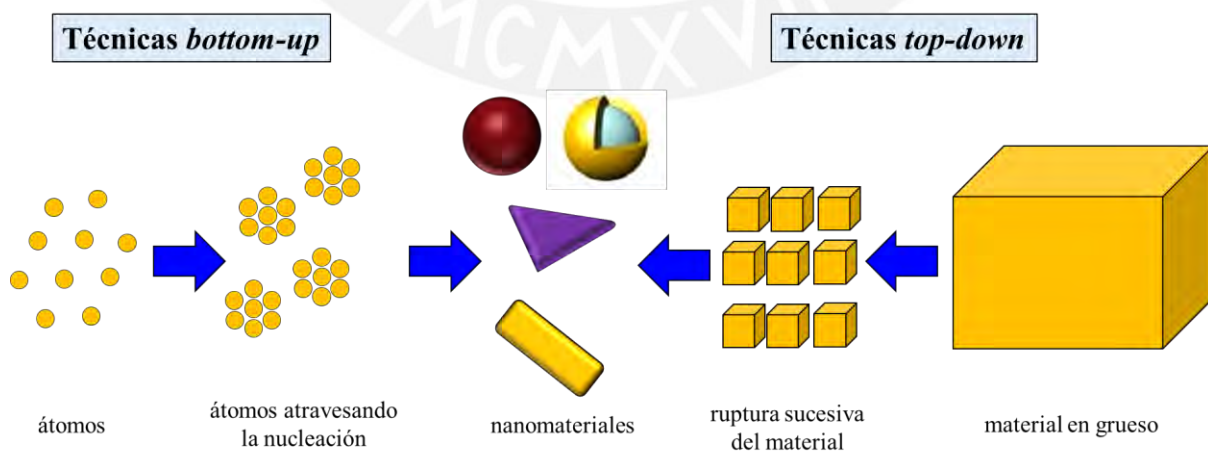 MCMXVII
Técnicas bottom-up
Técnicas top-down
átomos
átomos atravesando
la nucleación
nanomateriales
ruptura sucesiva
del material
material en grueso